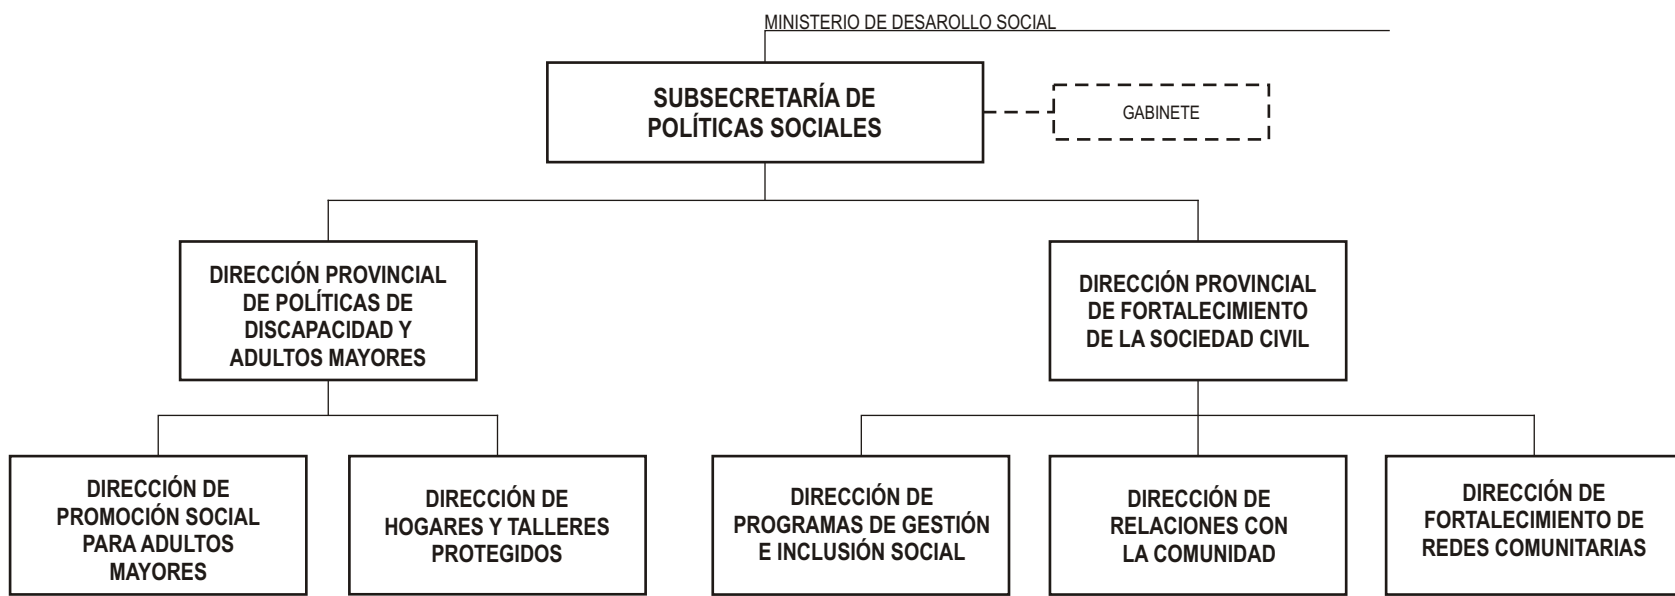 MINISTERIO DE DESAROLLO SOCIAL
SUBSECRETARÍA DE
POLÍTICAS SOCIALES
GABINETE
DIRECCIÓN PROVINCIAL
DE POLÍTICAS DE
DISCAPACIDAD Y
ADULTOS MAYORES
DIRECCIÓN PROVINCIAL
DE FORTALECIMIENTO
DE LA SOCIEDAD CIVIL
DIRECCIÓN DE
PROMOCIÓN SOCIAL
PARA ADULTOS
MAYORES
DIRECCIÓN DE
HOGARES Y TALLERES
PROTEGIDOS
DIRECCIÓN DE
PROGRAMAS DE GESTIÓN
E INCLUSIÓN SOCIAL
DIRECCIÓN DE
RELACIONES CON
LA COMUNIDAD
DIRECCIÓN DE
FORTALECIMIENTO DE
REDES COMUNITARIAS